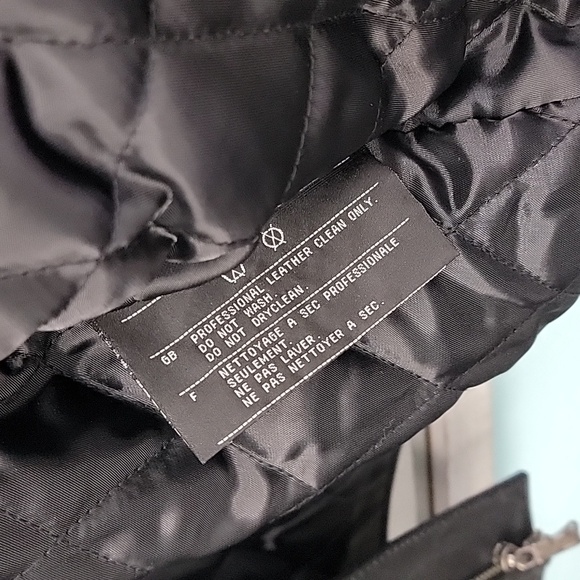 GB PROFESSIONAL LEATHER CLEAN ONLY.
DO NOT WASH.
DO NOT DRYCLEAN.
F NETTOYAGE A SEC PROFESSIONALE
SEULEMENT.
NE PAS LAVER.
NE PAS NETTOYER A SEC.